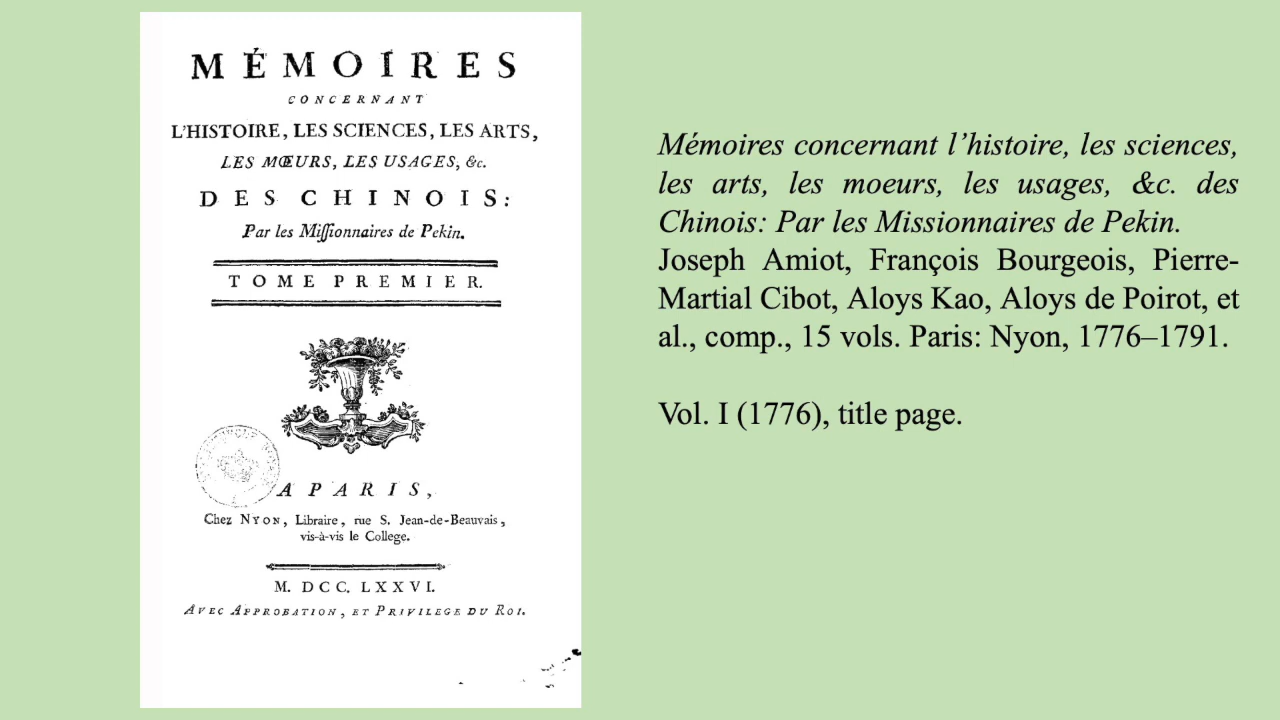 MÉMOIRES
CONCERNANT
L'HISTOIRE, LES SCIENCES, LES ARTS,
LES MŒURS, LES USAGES, &c.
DES CHINOIS:
Par les Miſſionnaires de Pekin.
TOME PREMIER.
A PARIS,
Chez NYON, Libraire, rue S. Jean-de-Beauvais,
vis-à-vis le College.
M. DCC. LXXVI.
AVEC APPROBATION, ET PRIVILEGE DU ROI.
Mémoires concernant l’histoire, les sciences,
les arts, les moeurs, les usages, &c. des
Chinois: Par les Missionnaires de Pekin.
Joseph Amiot, François Bourgeois, Pierre-
Martial Cibot, Aloys Kao, Aloys de Poirot, et
al., comp., 15 vols. Paris: Nyon, 1776–1791.
Vol. I (1776), title page.